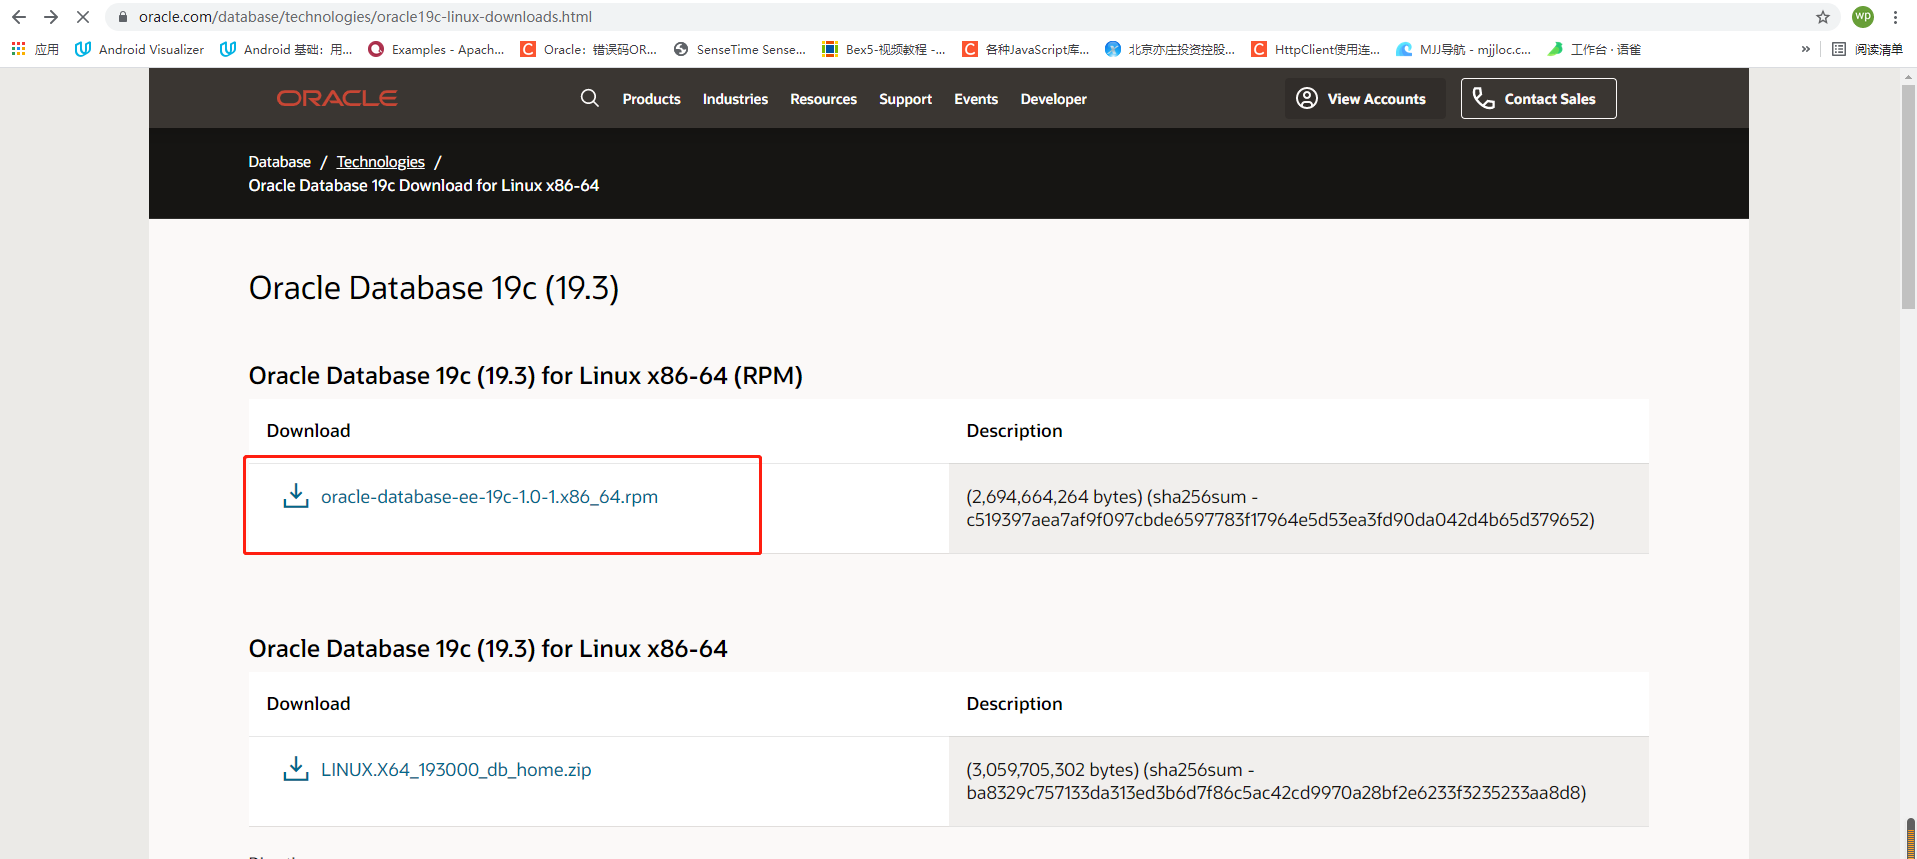 oracle.com/database/technologies/oracle19c-linux-downloads.html
wp
应用 Android Visualizer Android 基础：用... Examples - Apach... Oracle：错误码OR... SenseTime Sense... Bex5-视频教程 -... 各种JavaScript库... 北京亦庄投资控股... HttpClient使用连... MJJ导航 - mjjloc.c... 工作台 · 语雀 » 阅读清单
ORACLE Products Industries Resources Support Events Developer View Accounts Contact Sales
Database / Technologies /
Oracle Database 19c Download for Linux x86-64
Oracle Database 19c (19.3)
Oracle Database 19c (19.3) for Linux x86-64 (RPM)
Download Description
oracle-database-ee-19c-1.0-1.x86_64.rpm (2,694,664,264 bytes) (sha256sum -
c519397aea7af9f097cbde6597783f17964e5d53ea3fd90da042d4b65d379652)
Oracle Database 19c (19.3) for Linux x86-64
Download Description
LINUX.X64_193000_db_home.zip (3,059,705,302 bytes) (sha256sum -
ba8329c757133da313ed3b6d7f86c5ac42cd9970a28bf2e6233f3235233aa8d8)